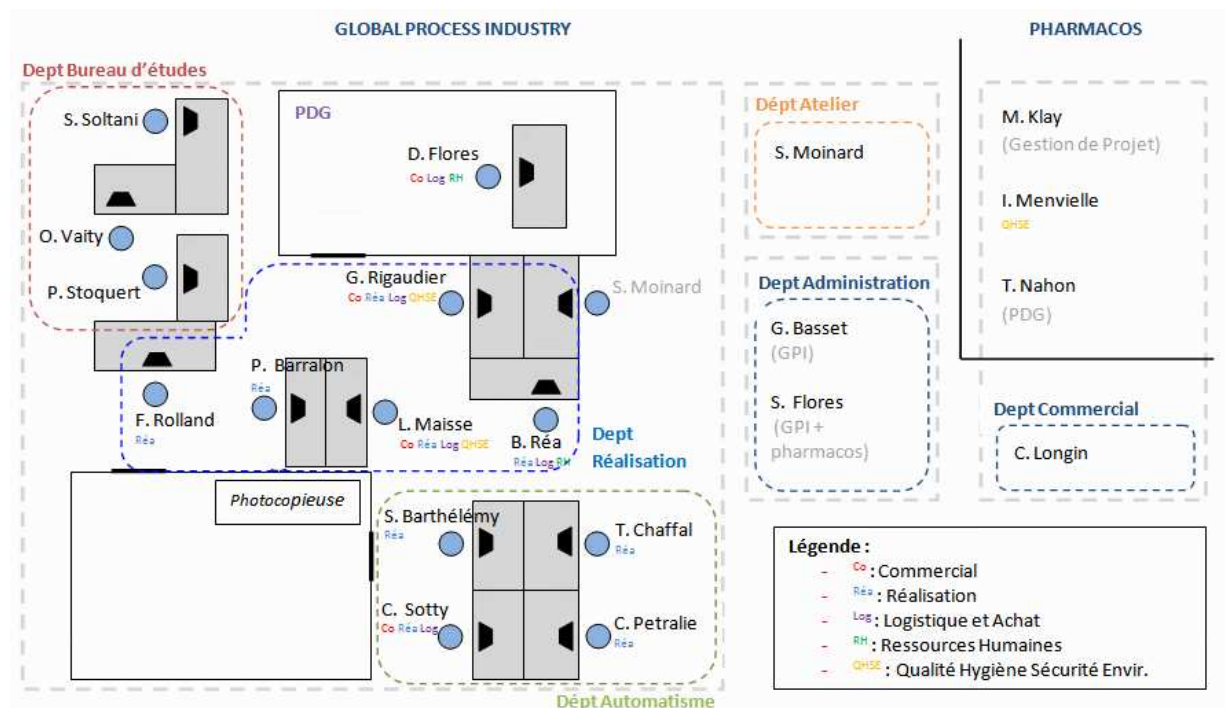 GLOBAL PROCESS INDUSTRY
PHARMACOS
Dept Bureau d'études
S. Soltani
O. Vaity
P. Stoquert
PDG
D. Flores
Co Log RH
G. Rigaudier
Co Réa Log QHSE
S. Moinard
P. Barralon
Réa
F. Rolland
Réa
L. Maisse
Co Réa Log QHSE
B. Réa
Réa Log RH
Dept
Réalisation
Photocopieuse
S. Barthélémy
Réa
T. Chaffal
Réa
C. Sotty
Co Réa Log
C. Petralie
Réa
Dépt Automatisme
Dépt Atelier
S. Moinard
Dept Administration
G. Basset
(GPI)
S. Flores
(GPI +
pharmacos)
M. Klay
(Gestion de Projet)
I. Menvielle
QHSE
T. Nahon
(PDG)
Dept Commercial
C. Longin
Légende :
- Co : Commercial
- Réa : Réalisation
- Log : Logistique et Achat
- RH : Ressources Humaines
- QHSE : Qualité Hygiène Sécurité Envir.